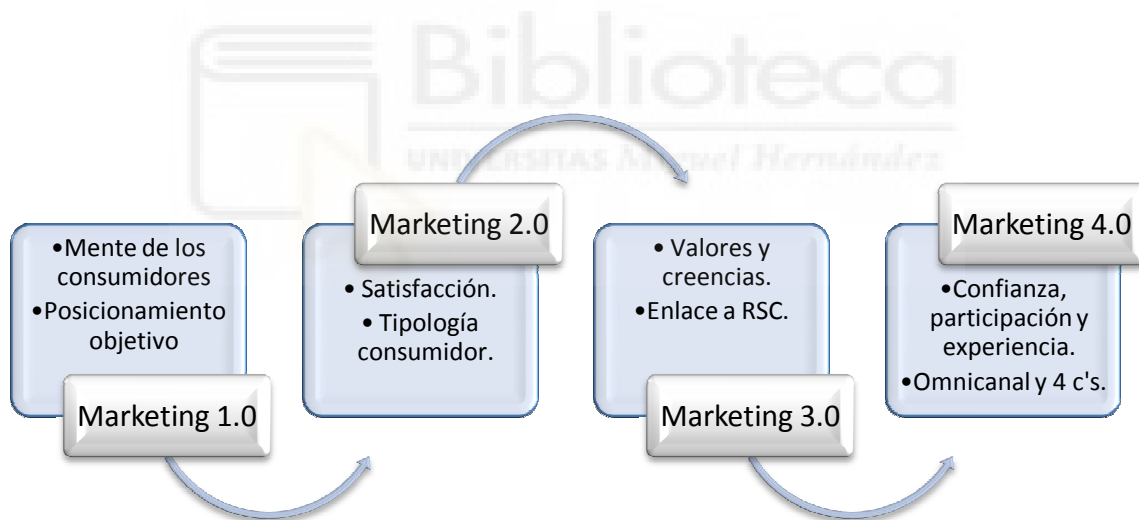 Biblioteca
UNIVERSITAS Miguel Hernández
•Mente de los
consumidores
•Posicionamiento
objetivo
Marketing 1.0
Marketing 2.0
• Satisfacción.
• Tipología
consumidor.
• Valores y
creencias.
•Enlace a RSC.
Marketing 3.0
Marketing 4.0
•Confianza,
participación y
experiencia.
•Omnicanal y 4 c's.